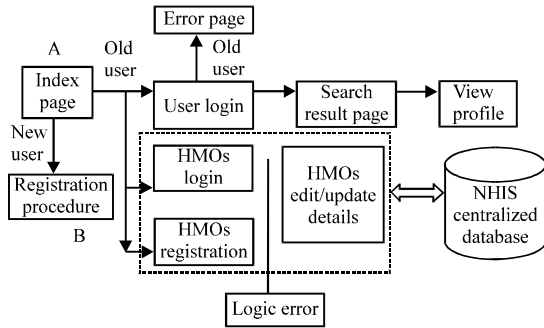 Error page
A
Old
user
Old
user
Index
page
User login
Search
result page
View
profile
New
user
HMOs
login
HMOs
edit/update
details
NHIS
centralized
database
Registration
procedure
B
HMOs
registration
Logic error